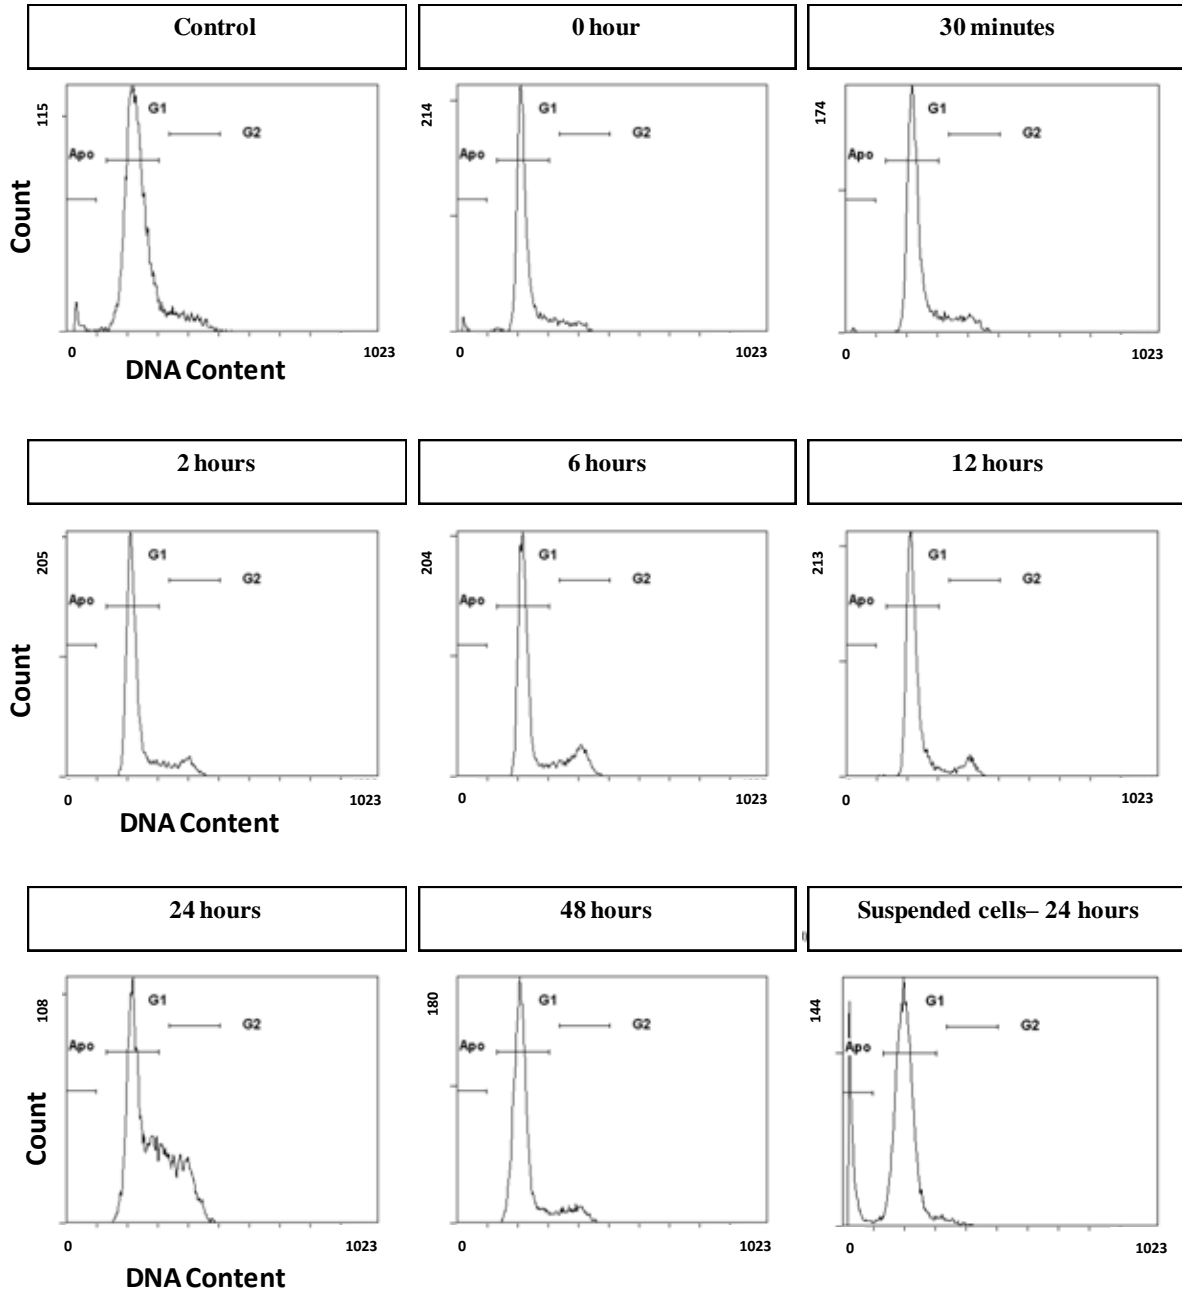 Control
0 hour
30 minutes
115
G1
G2
Apo
Count
0
1023
DNA Content
214
G1
G2
Apo
0
1023
174
G1
G2
Apo
0
1023
2 hours
6 hours
12 hours
205
G1
G2
Apo
Count
0
1023
DNA Content
204
G1
G2
Apo
0
1023
213
G1
G2
Apo
0
1023
24 hours
48 hours
Suspended cells– 24 hours
108
G1
G2
Apo
Count
0
1023
DNA Content
180
G1
G2
Apo
0
1023
144
G1
G2
Apo
0
1023